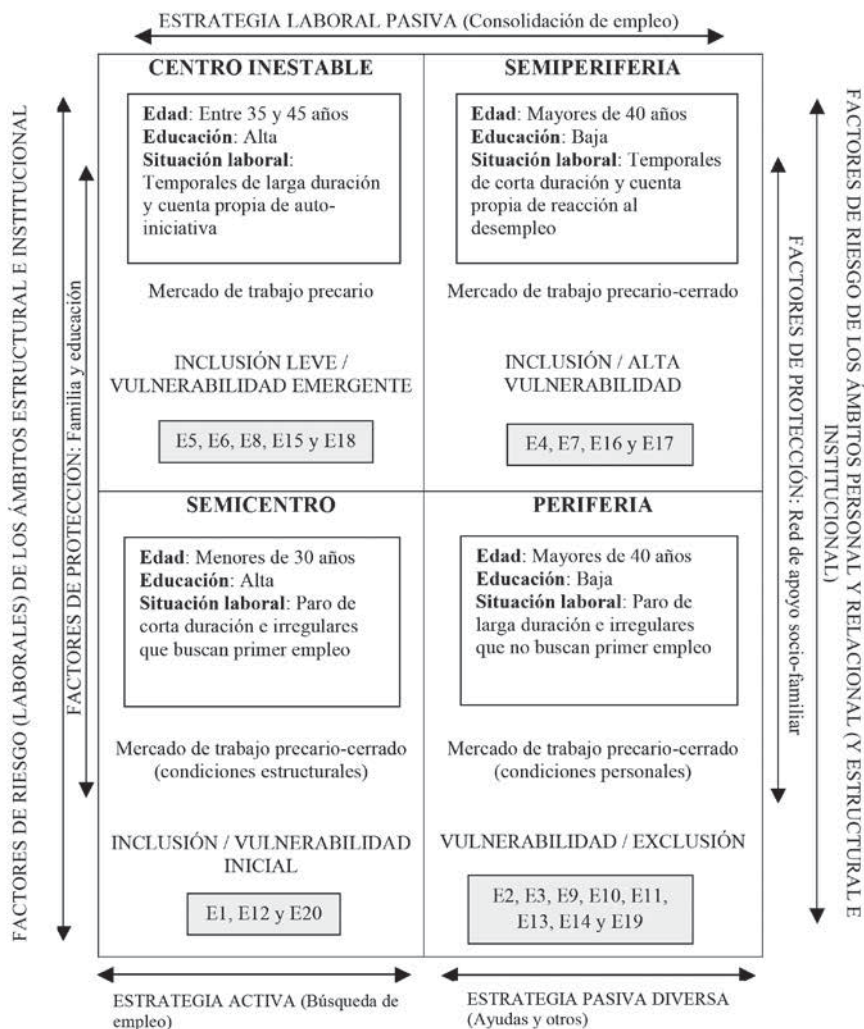 ESTRATEGIA LABORAL PASIVA (Consolidación de empleo)
FACTORES DE RIESGO (LABORALES) DE LOS ÁMBITOS ESTRUCTURAL E INSTITUCIONAL
FACTORES DE PROTECCIÓN: Familia y educación
CENTRO INESTABLE
Edad: Entre 35 y 45 años
Educación: Alta
Situación laboral:
Temporales de larga duración
y cuenta propia de auto-
iniciativa
Mercado de trabajo precario
INCLUSIÓN LEVE /
VULNERABILIDAD EMERGENTE
E5, E6, E8, E15 y E18
SEMIPERIFERIA
Edad: Mayores de 40 años
Educación: Baja
Situación laboral: Temporales
de corta duración y cuenta
propia de reacción al
desempleo
Mercado de trabajo precario-cerrado
INCLUSIÓN / ALTA
VULNERABILIDAD
E4, E7, E16 y E17
SEMICENTRO
Edad: Menores de 30 años
Educación: Alta
Situación laboral: Paro de
corta duración e irregulares
que buscan primer empleo
Mercado de trabajo precario-cerrado
(condiciones estructurales)
INCLUSIÓN / VULNERABILIDAD
INICIAL
E1, E12 y E20
PERIFERIA
Edad: Mayores de 40 años
Educación: Baja
Situación laboral: Paro de
larga duración e irregulares
que no buscan primer empleo
Mercado de trabajo precario-cerrado
(condiciones personales)
VULNERABILIDAD / EXCLUSIÓN
E2, E3, E9, E10, E11,
E13, E14 y E19
FACTORES DE PROTECCIÓN: Red de apoyo socio-familiar
FACTORES DE RIESGO DE LOS ÁMBITOS PERSONAL Y RELACIONAL (Y ESTRUCTURAL E
INSTITUCIONAL)
ESTRATEGIA ACTIVA (Búsqueda de
empleo)
ESTRATEGIA PASIVA DIVERSA
(Ayudas y otros)